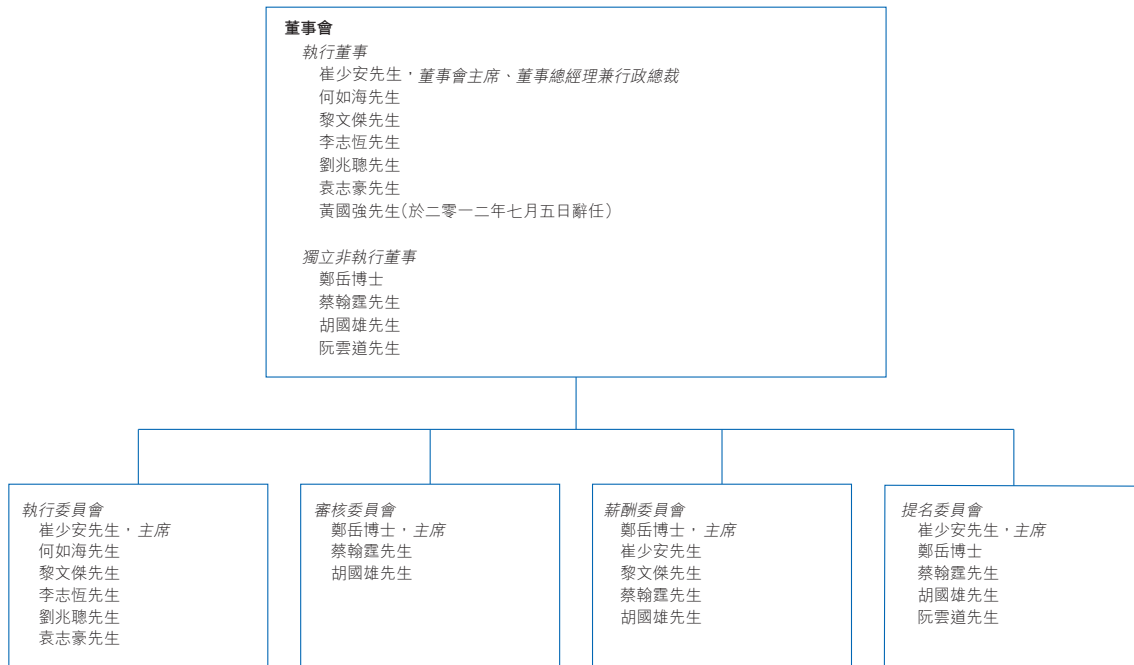 董事會
執行董事
崔少安先生，董事會主席、董事總經理兼行政總裁
何如海先生
黎文傑先生
李志恆先生
劉兆聰先生
袁志豪先生
黃國強先生(於二零一二年七月五日辭任)
獨立非執行董事
鄭岳博士
蔡翰霆先生
胡國雄先生
阮雲道先生
執行委員會
崔少安先生，主席
何如海先生
黎文傑先生
李志恆先生
劉兆聰先生
袁志豪先生
審核委員會
鄭岳博士，主席
蔡翰霆先生
胡國雄先生
薪酬委員會
鄭岳博士，主席
崔少安先生
黎文傑先生
蔡翰霆先生
胡國雄先生
提名委員會
崔少安先生，主席
鄭岳博士
蔡翰霆先生
胡國雄先生
阮雲道先生